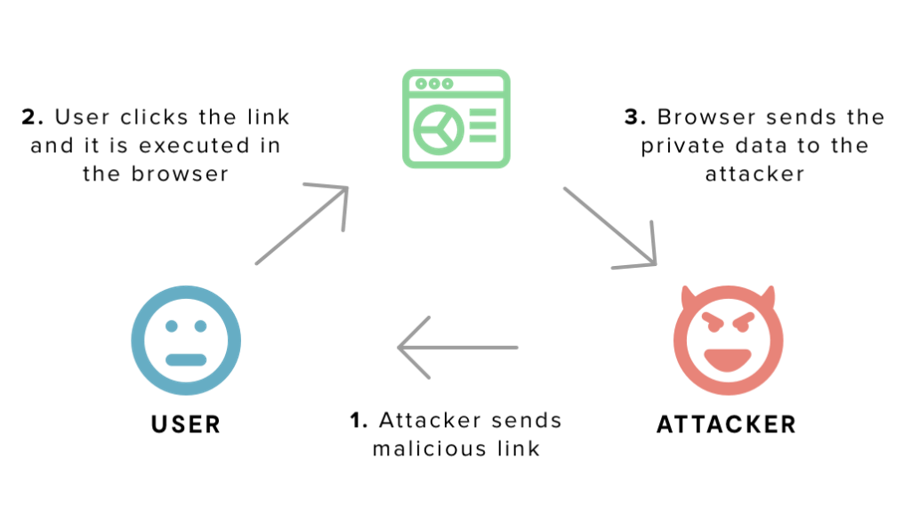 2. User clicks the link
and it is executed in
the browser
3. Browser sends the
private data to the
attacker
USER
1. Attacker sends
malicious link
ATTACKER